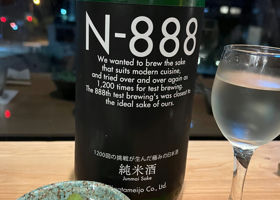 N-888
We wanted to brew the sake
that suits modern cuisine,
and tried over and over again as
1,200 times for test brewing.
The 888th test brewing's was closest to
the ideal sake of ours.
1200回の挑戦が生んだ極みの日本酒
純米酒
Junmai Sake
Co., Ltd.